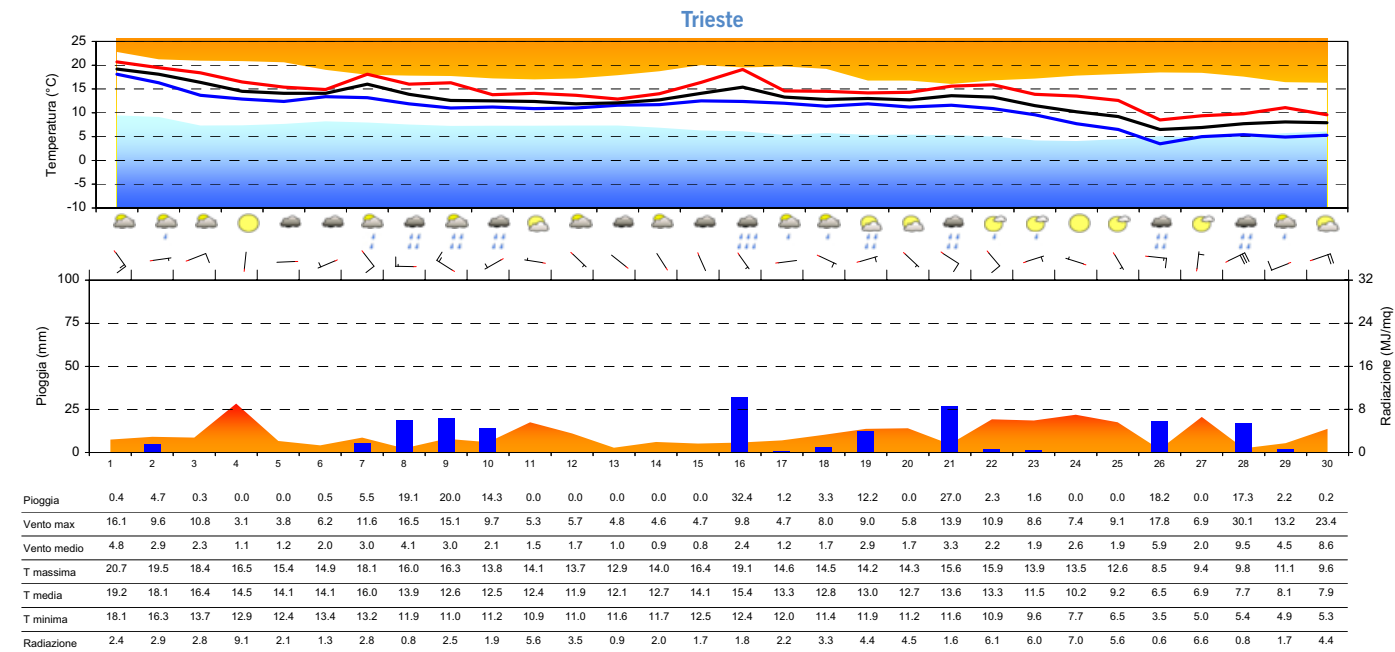 Trieste
25
20
15
10
5
0
-5
-10
Temperatura (°C)
100
75
50
25
0
Pioggia (mm)
32
24
16
8
0
Radiazione (MJ/mq)
1 2 3 4 5 6 7 8 9 10 11 12 13 14 15 16 17 18 19 20 21 22 23 24 25 26 27 28 29 30
Pioggia 0.4 4.7 0.3 0.0 0.0 0.5 5.5 19.1 20.0 14.3 0.0 0.0 0.0 0.0 0.0 32.4 1.2 3.3 12.2 0.0 27.0 2.3 1.6 0.0 0.0 18.2 0.0 17.3 2.2 0.2
Vento max 16.1 9.6 10.8 3.1 3.8 6.2 11.6 16.5 15.1 9.7 5.3 5.7 4.8 4.6 4.7 9.8 4.7 8.0 9.0 5.8 13.9 10.9 8.6 7.4 9.1 17.8 6.9 30.1 13.2 23.4
Vento medio 4.8 2.9 2.3 1.1 1.2 2.0 3.0 4.1 3.0 2.1 1.5 1.7 1.0 0.9 0.8 2.4 1.2 1.7 2.9 1.7 3.3 2.2 1.9 2.6 1.9 5.9 2.0 9.5 4.5 8.6
T massima 20.7 19.5 18.4 16.5 15.4 14.9 18.1 16.0 16.3 13.8 14.1 13.7 12.9 14.0 16.4 19.1 14.6 14.5 14.2 14.3 15.6 15.9 13.9 13.5 12.6 8.5 9.4 9.8 11.1 9.6
T media 19.2 18.1 16.4 14.5 14.1 14.1 16.0 13.9 12.6 12.5 12.4 11.9 12.1 12.7 14.1 15.4 13.3 12.8 13.0 12.7 13.6 13.3 11.5 10.2 9.2 6.5 6.9 7.7 8.1 7.9
T minima 18.1 16.3 13.7 12.9 12.4 13.4 13.2 11.9 11.0 11.2 10.9 11.0 11.6 11.7 12.5 12.4 12.0 11.4 11.9 11.2 11.6 10.9 9.6 7.7 6.5 3.5 5.0 5.4 4.9 5.3
Radiazione 2.4 2.9 2.8 9.1 2.1 1.3 2.8 0.8 2.5 1.9 5.6 3.5 0.9 2.0 1.7 1.8 2.2 3.3 4.4 4.5 1.6 6.1 6.0 7.0 5.6 0.6 6.6 0.8 1.7 4.4